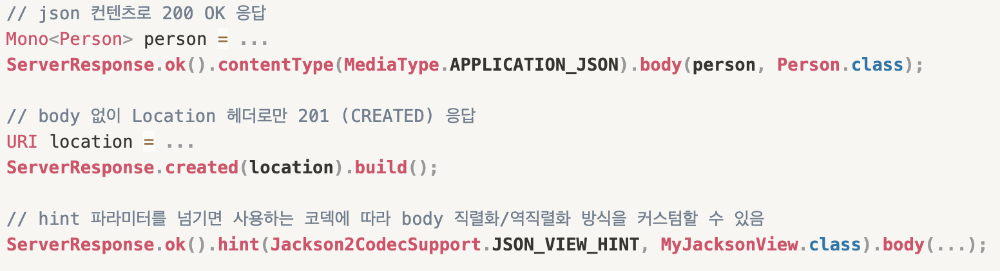 // json 컨텐츠로 200 OK 응답
Mono<Person> person = ...
ServerResponse.ok().contentType(MediaType.APPLICATION_JSON).body(person, Person.class);
// body 없이 Location 헤더로만 201 (CREATED) 응답
URI location = ...
ServerResponse.created(location).build();
// hint 파라미터를 넘기면 사용하는 코덱에 따라 body 직렬화/역직렬화 방식을 커스텀할 수 있음
ServerResponse.ok().hint(Jackson2CodecSupport.JSON_VIEW_HINT, MyJacksonView.class).body(...);